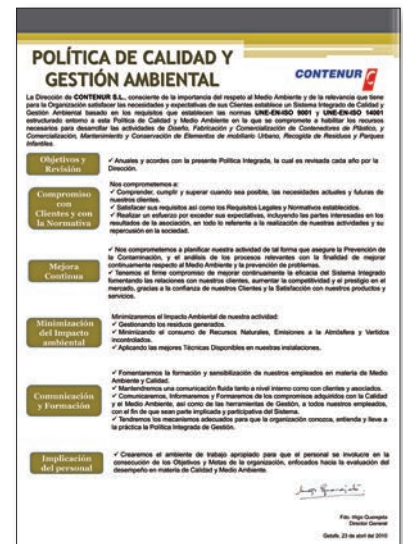 POLÍTICA DE CALIDAD Y
GESTIÓN AMBIENTAL
CONTENUR
La Dirección de CONTENUR S.L., consciente de la importancia del respeto al Medio Ambiente y de la relevancia que tiene
para la Organización satisfacer las necesidades y expectativas de sus Clientes establece un Sistema Integrado de Calidad y
Gestión Ambiental basado en los requisitos que establecen las normas UNE-EN-ISO 9001 y UNE-EN-ISO 14001
estructurado entorno a esta Política de Calidad y Medio Ambiente en la que se compromete a habilitar los recursos
necesarios para desarrollar las actividades de Diseño, Fabricación y Comercialización de Contenedores de Plástico, y
Comercialización, Mantenimiento y Conservación de Elementos de mobiliario Urbano, Recogida de Residuos y Parques
Infantiles.
Objetivos y
Revisión
✓ Anuales y acordes con la presente Política Integrada, la cual es revisada cada año por la
Dirección.
Compromiso
con
Clientes y con
la Normativa
Nos comprometemos a:
✓ Comprender, cumplir y superar cuando sea posible, las necesidades actuales y futuras de
nuestros clientes.
✓ Satisfacer sus requisitos así como los Requisitos Legales y Normativos establecidos.
✓ Realizar un esfuerzo por exceder sus expectativas, incluyendo las partes interesadas en los
resultados de la asociación, en todo lo referente a la realización de nuestras actividades y su
repercusión en la sociedad.
Mejora
Continua
✓ Nos comprometemos a planificar nuestra actividad de tal forma que asegure la Prevención de
la Contaminación, y el análisis de los procesos relevantes con la finalidad de mejorar
continuamente respecto al Medio Ambiente y la prevención de problemas.
✓ Tenemos el firme compromiso de mejorar continuamente la eficacia del Sistema Integrado
fomentando las relaciones con nuestros clientes, aumentar la competitividad y el prestigio en el
mercado, gracias a la confianza de nuestros Clientes y la Satisfacción con nuestros productos y
servicios.
Minimización
del Impacto
ambiental
Minimizaremos el Impacto Ambiental de nuestra actividad:
✓ Gestionando los residuos generados.
✓ Minimizando el consumo de Recursos Naturales, Emisiones a la Atmósfera y Vertidos
incontrolados.
✓ Aplicando las mejores Técnicas Disponibles en nuestras instalaciones.
Comunicación
y Formación
✓ Fomentaremos la formación y sensibilización de nuestros empleados en materia de Medio
Ambiente y Calidad.
✓ Mantendremos una comunicación fluida tanto a nivel interno como con clientes y asociados.
✓ Comunicaremos, Informaremos y Formaremos de los compromisos adquiridos con la Calidad
y el Medio Ambiente, así como de las herramientas de Gestión, a todos nuestros empleados,
con el fin de que sean parte implicada y participativa del Sistema.
✓ Tendremos los mecanismos adecuados para que la organización conozca, entienda y lleve a
la práctica la Política Integrada de Gestión.
Implicación
del personal
✓ Crearemos el ambiente de trabajo apropiado para que el personal se involucre en la
consecución de los Objetivos y Metas de la organización, enfocados hacia la evaluación del
desempeño en materia de Calidad y Medio Ambiente.
Fdo: Iñigo Querejeta
Director General
Getafe, 23 de abril del 2010